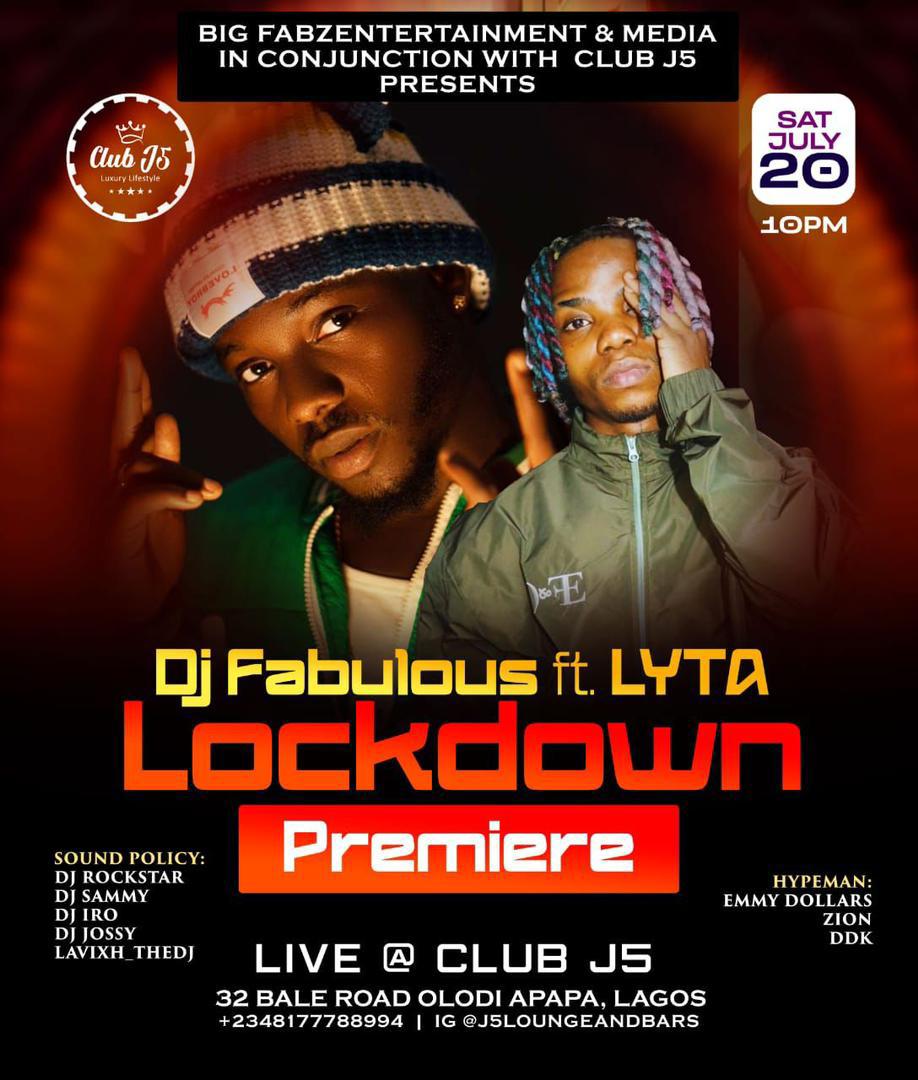 BIG FABZENTERTAINMENT & MEDIA
IN CONJUNCTION WITH CLUB J5
PRESENTS
Club J5
Luxury Lifestyle
SAT
JULY
20
10PM
LOVERBOY
FE
Dj Fabulous ft. LYTA
Lockdown
Premiere
SOUND POLICY:
DJ ROCKSTAR
DJ SAMMY
DJ IRO
DJ JOSSY
LAVIXH_THEDJ
HYPEMAN:
EMMY DOLLARS
ZION
DDK
LIVE @ CLUB J5
32 BALE ROAD OLODI APAPA, LAGOS
+2348177788994 | IG @J5LOUNGEANDBARS